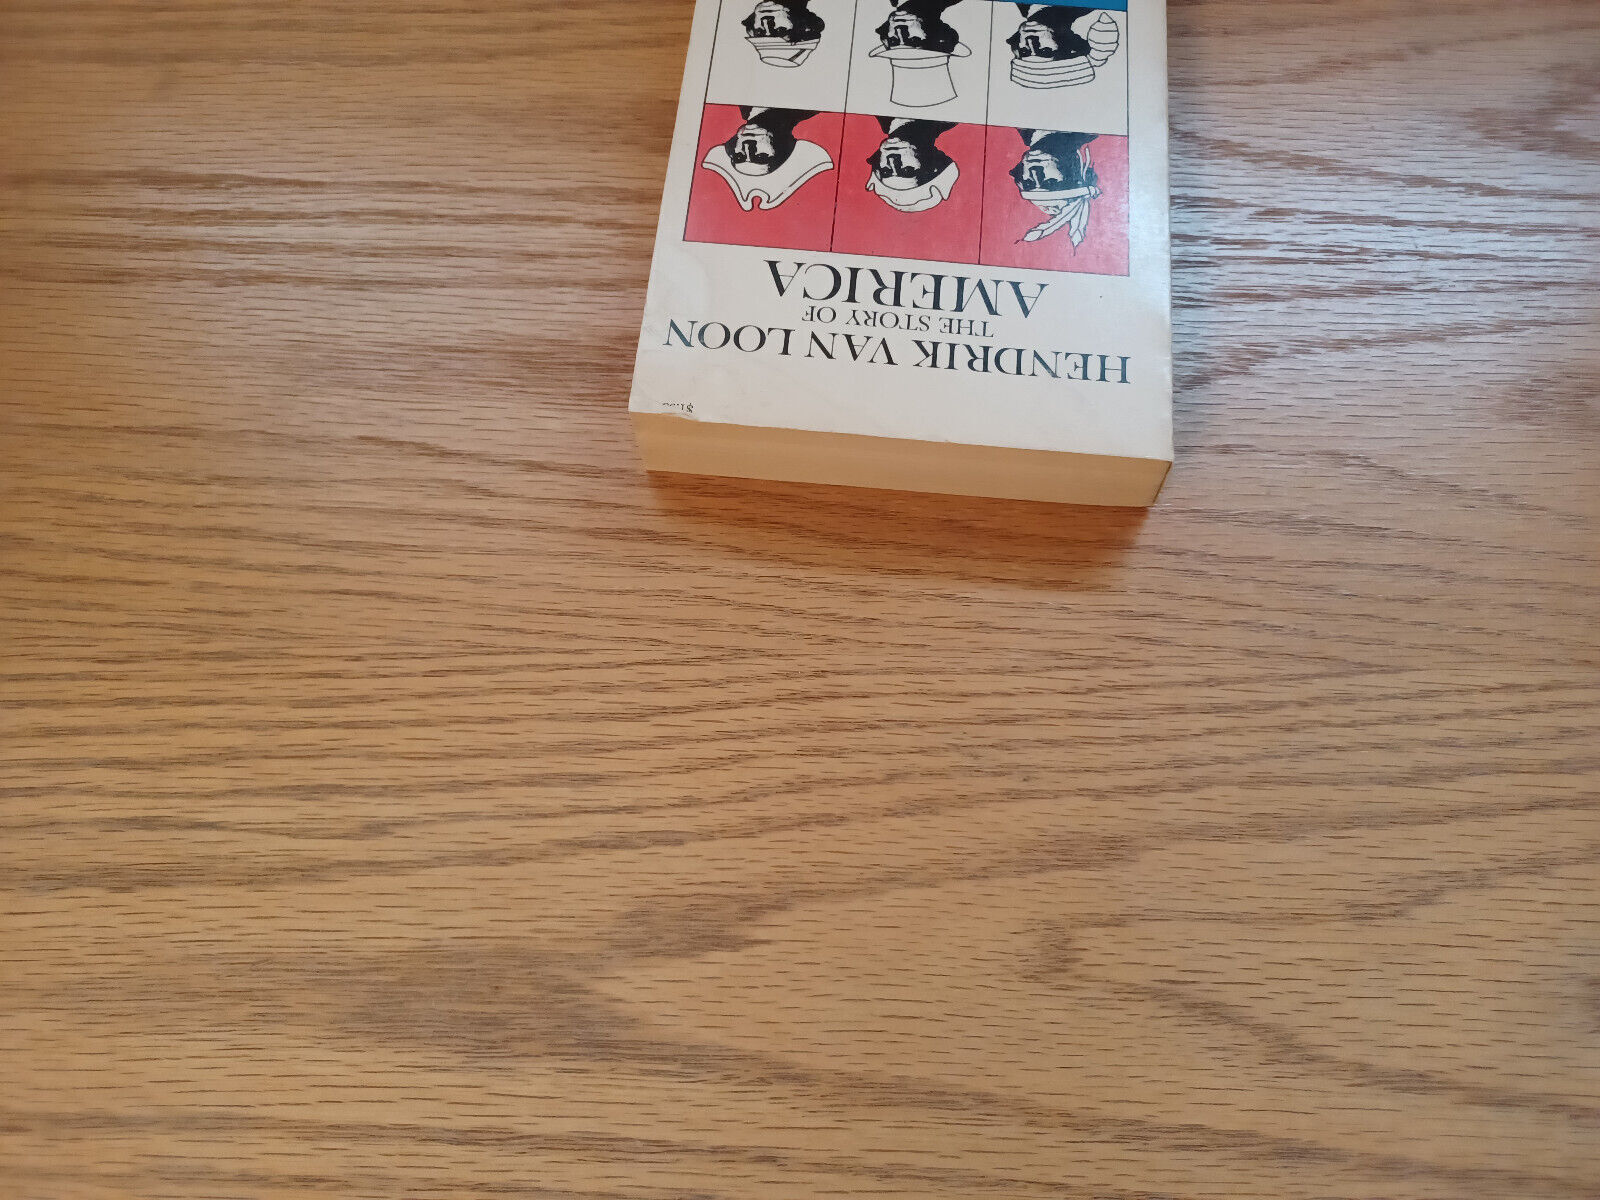 HENDRIK VAN LOON
THE STORY OF
AMERICA